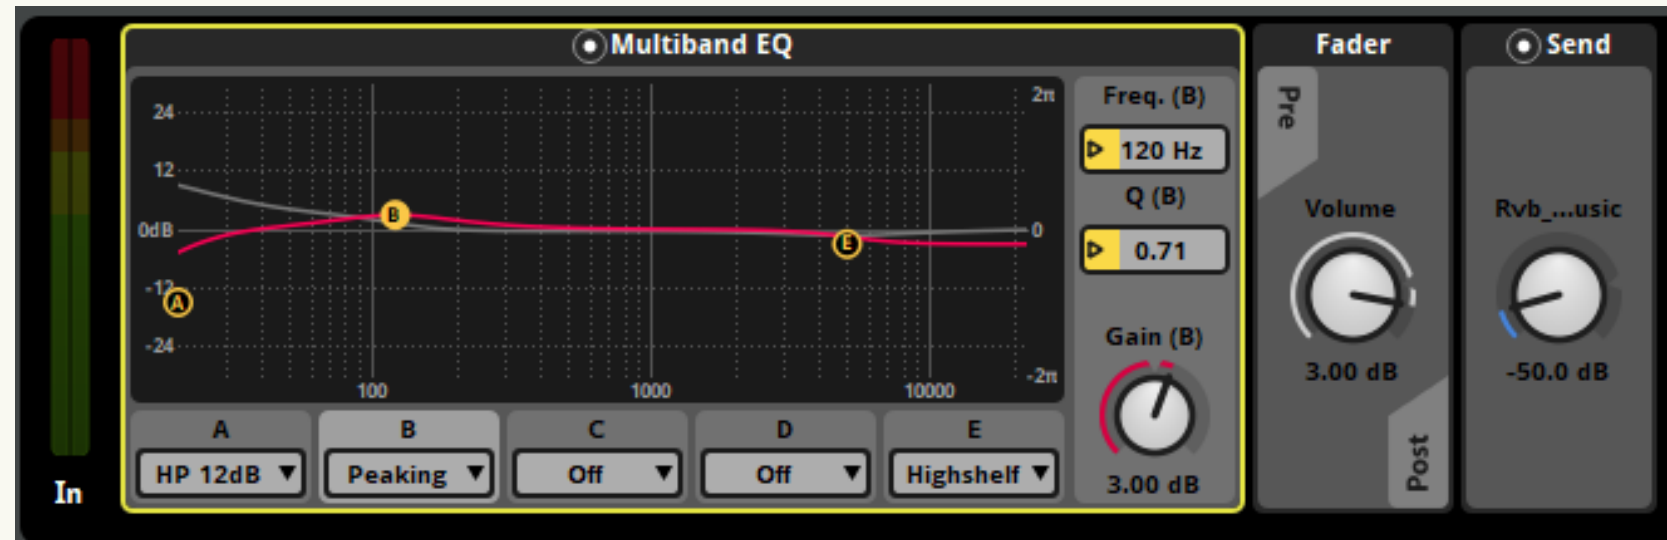 In
Multiband EQ
24
12
0dB
-12
-24
2π
0
-2π
100
1000
10000
A
B
E
Freq. (B)
120 Hz
Q (B)
0.71
Gain (B)
3.00 dB
A
B
C
D
E
HP 12dB
Peaking
Off
Off
Highshelf
Fader
Pre
Volume
3.00 dB
Post
Send
Rvb_...usic
-50.0 dB